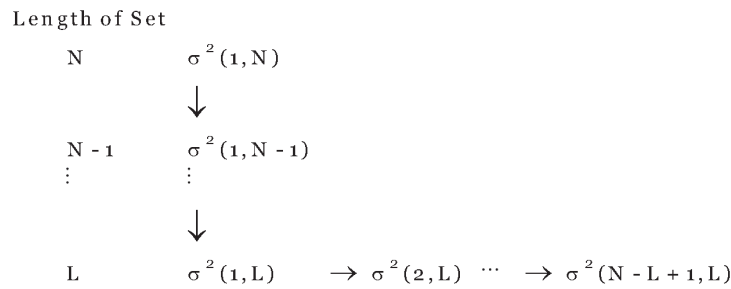 Length of Set
N σ²(1,N)
↓
N - 1 σ²(1,N - 1)
⋮ ⋮
↓
L σ²(1,L) → σ²(2,L) ⋯ → σ²(N - L + 1,L)